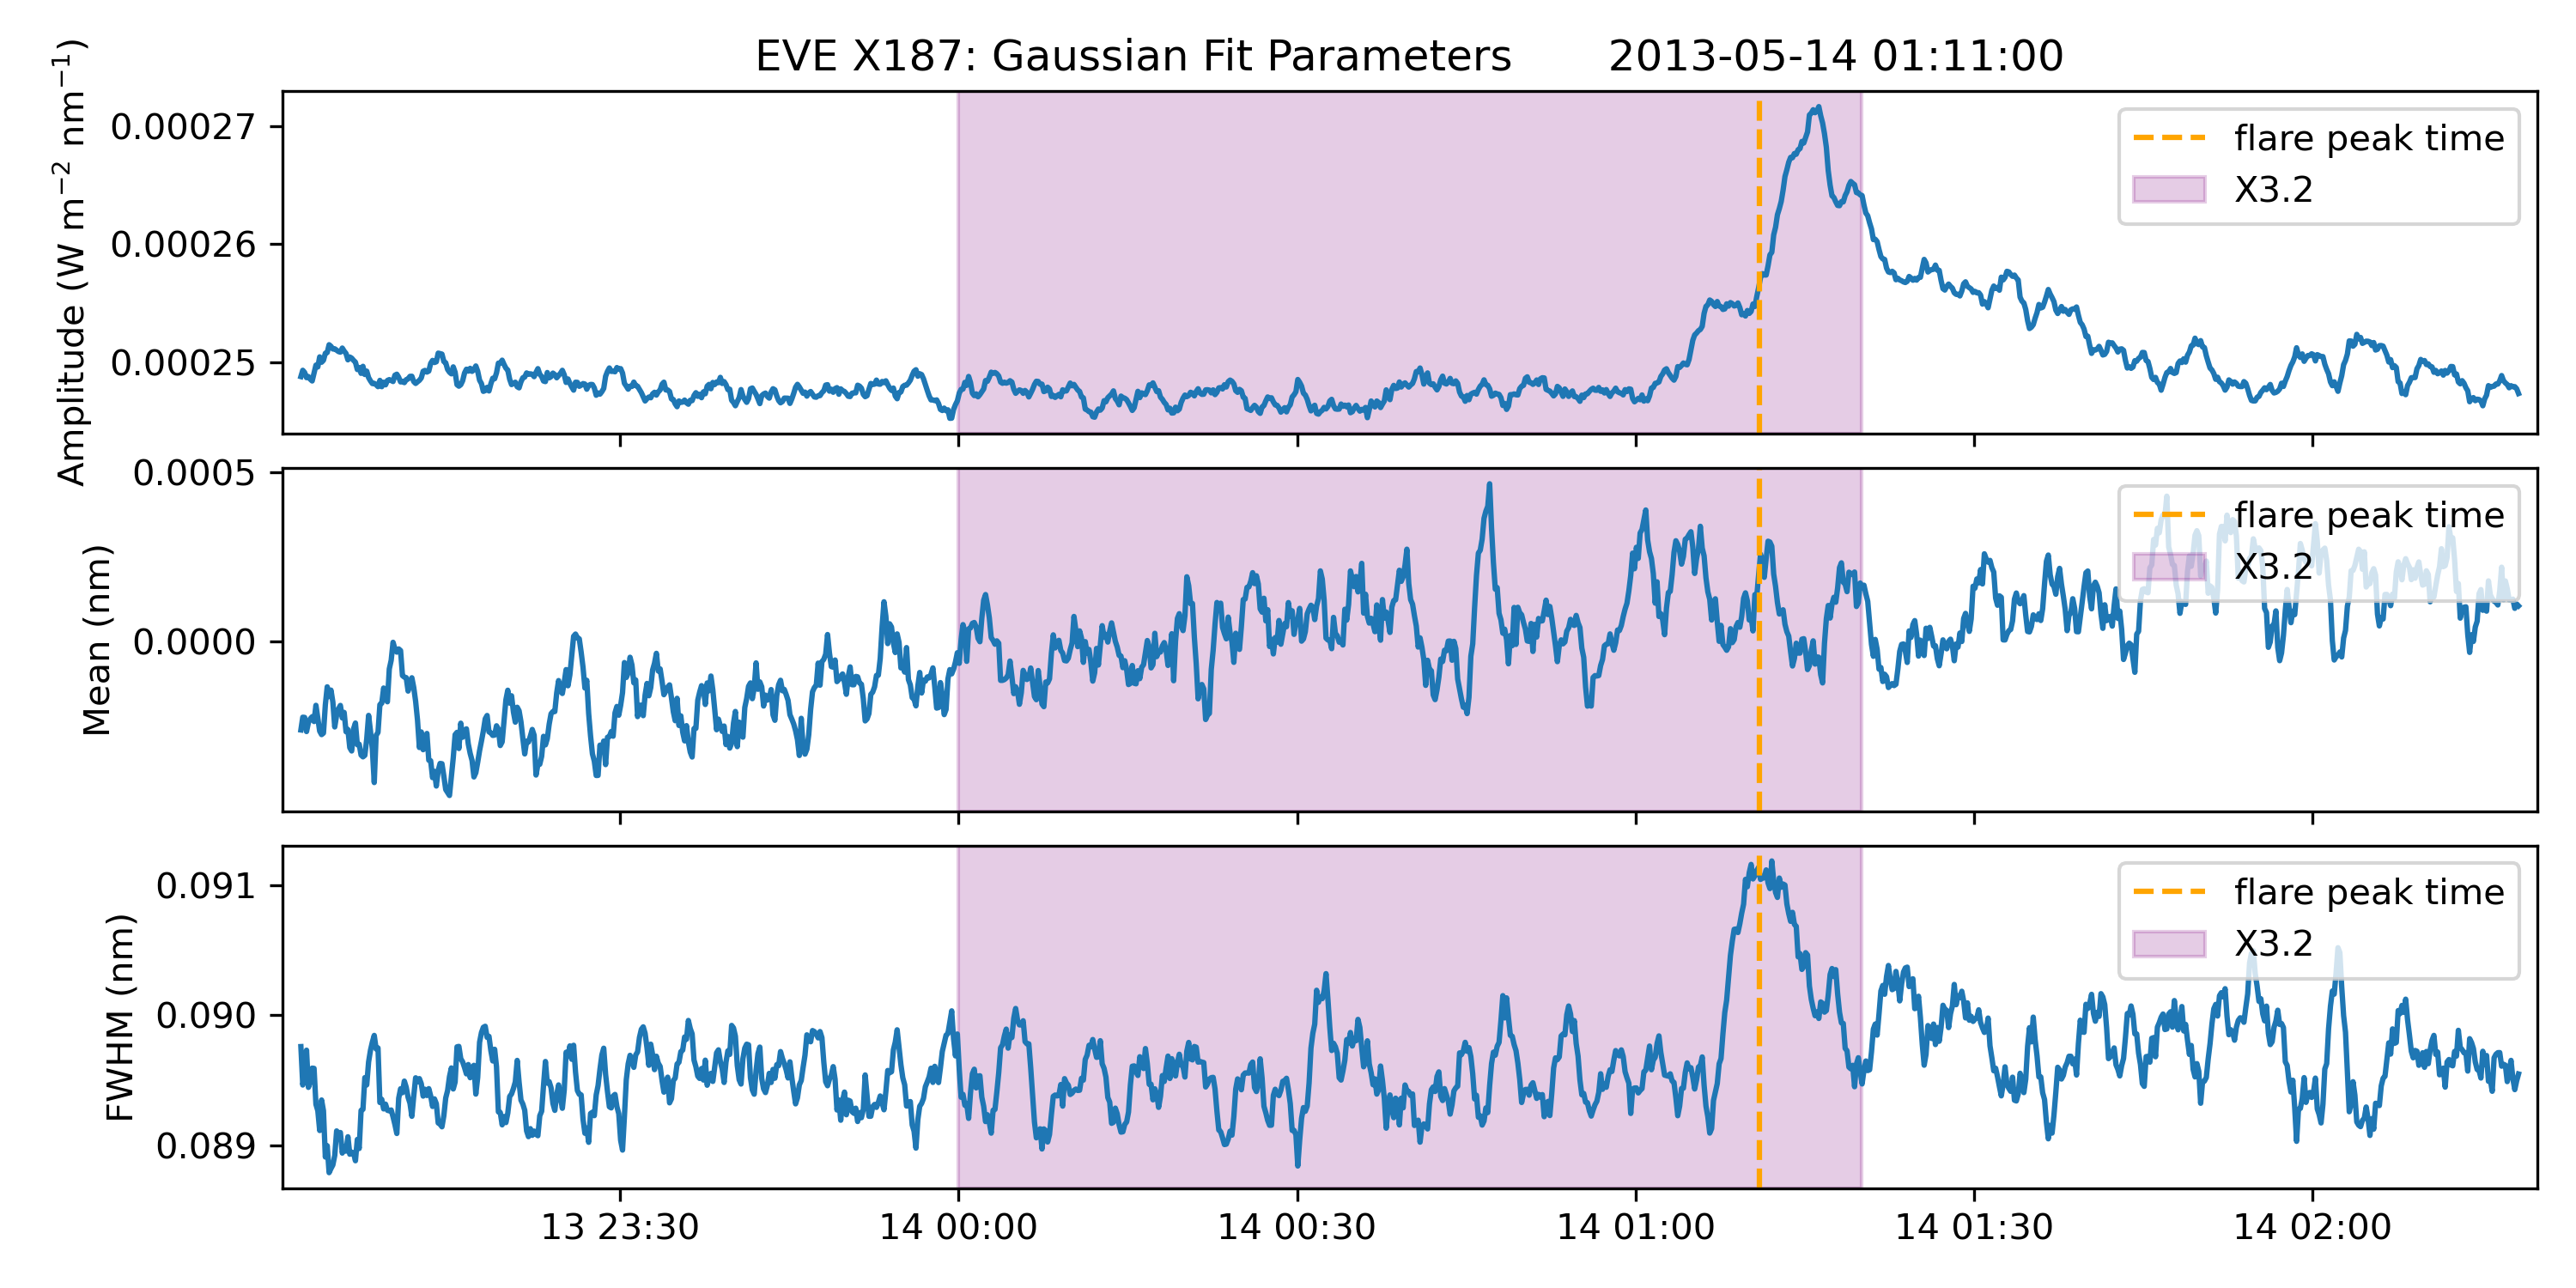 EVE X187: Gaussian Fit Parameters 2013-05-14 01:11:00
Amplitude (W m⁻² nm⁻¹)
0.00027
0.00026
0.00025
flare peak time
X3.2
Mean (nm)
0.0005
0.0000
flare peak time
X3.2
FWHM (nm)
0.091
0.090
0.089
flare peak time
X3.2
13 23:30 14 00:00 14 00:30 14 01:00 14 01:30 14 02:00